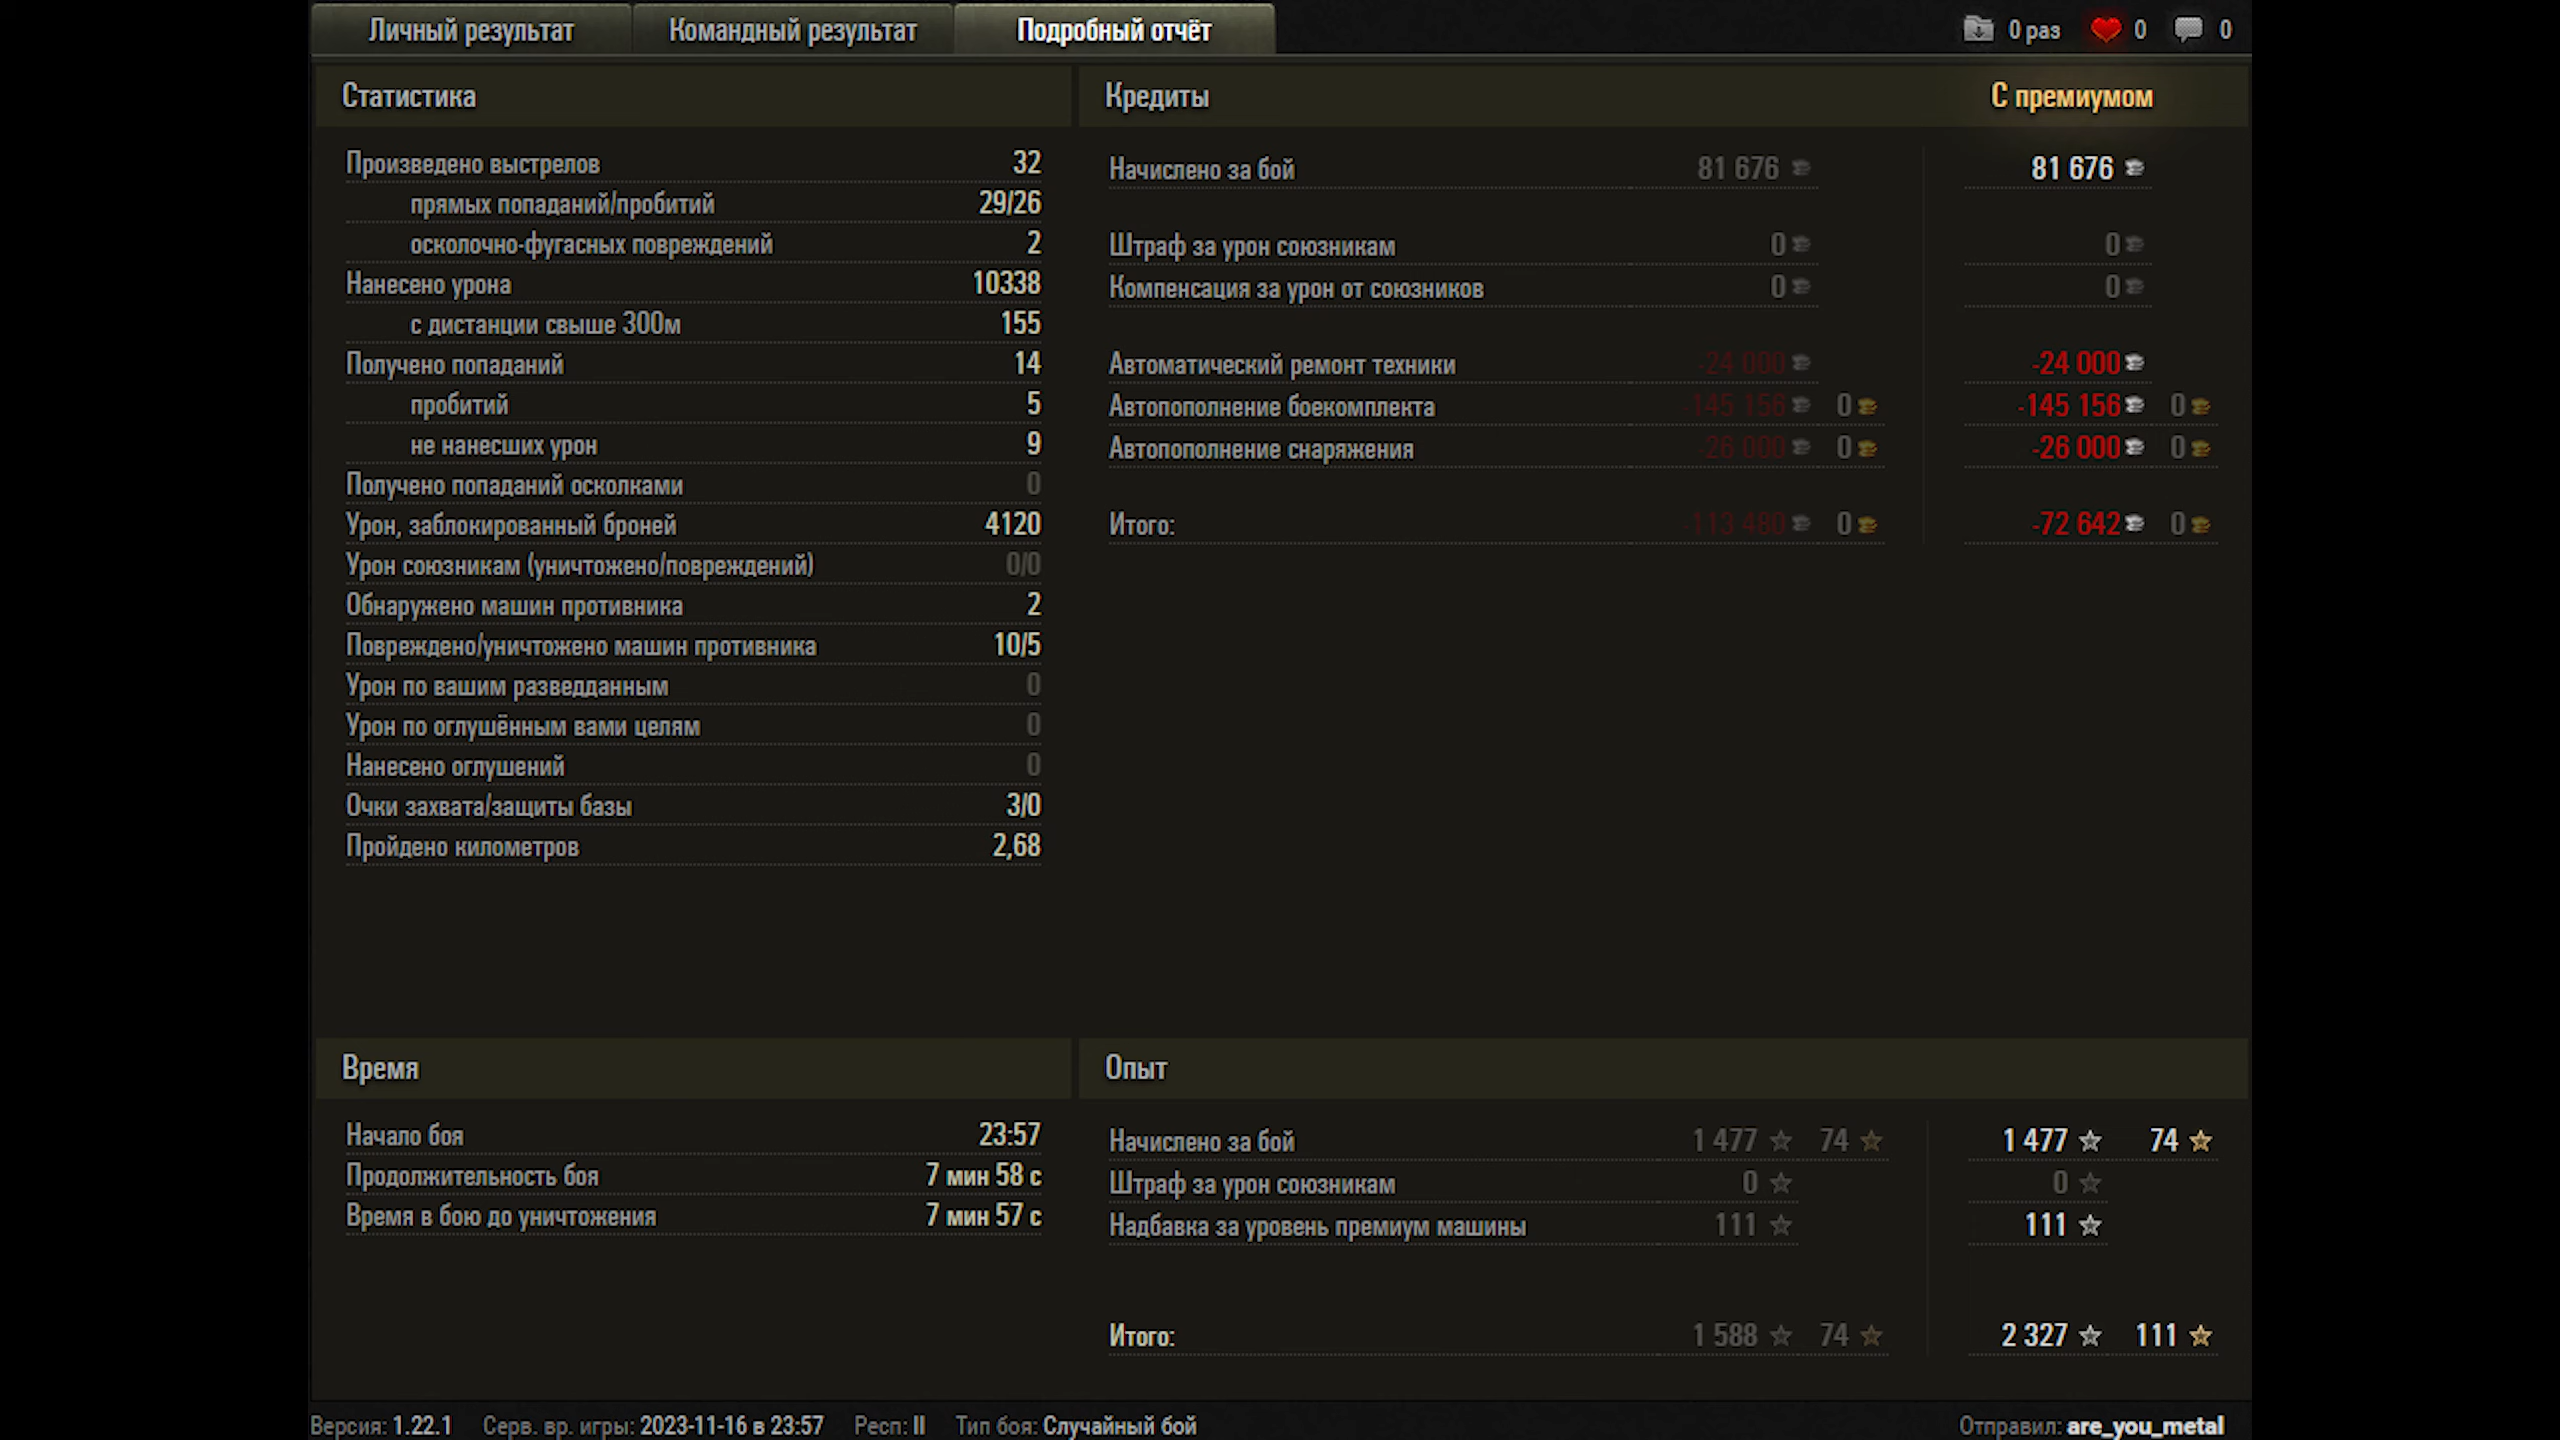 Личный результат Командный результат Подробный отчёт 0 раз 0 0
Статистика
Произведено выстрелов 32
прямых попаданий/пробитий 29/26
осколочно-фугасных повреждений 2
Нанесено урона 10338
с дистанции свыше 300м 155
Получено попаданий 14
пробитий 5
не нанесших урон 9
Получено попаданий осколками 0
Урон, заблокированный броней 4120
Урон союзникам (уничтожено/повреждений) 0/0
Обнаружено машин противника 2
Повреждено/уничтожено машин противника 10/5
Урон по вашим разведданным 0
Урон по оглушённым вами целям 0
Нанесено оглушений 0
Очки захвата/защиты базы 3/0
Пройдено километров 2,68
Кредиты С премиумом
Начислено за бой 81 676 81 676
Штраф за урон союзникам 0 0
Компенсация за урон от союзников 0 0
Автоматический ремонт техники -24 000 -24 000
Автопополнение боекомплекта -145 156 0 -145 156 0
Автопополнение снаряжения -26 000 0 -26 000 0
Итого: -113 480 0 -72 642 0
Время
Начало боя 23:57
Продолжительность боя 7 мин 58 с
Время в бою до уничтожения 7 мин 57 с
Опыт
Начислено за бой 1 477 74 1 477 74
Штраф за урон союзникам 0 0
Надбавка за уровень премиум машины 111 111
Итого: 1 588 74 2 327 111
Версия: 1.22.1 Серв. вр. игры: 2023-11-16 в 23:57 Респ: II Тип боя: Случайный бой Отправил: are_you_metal